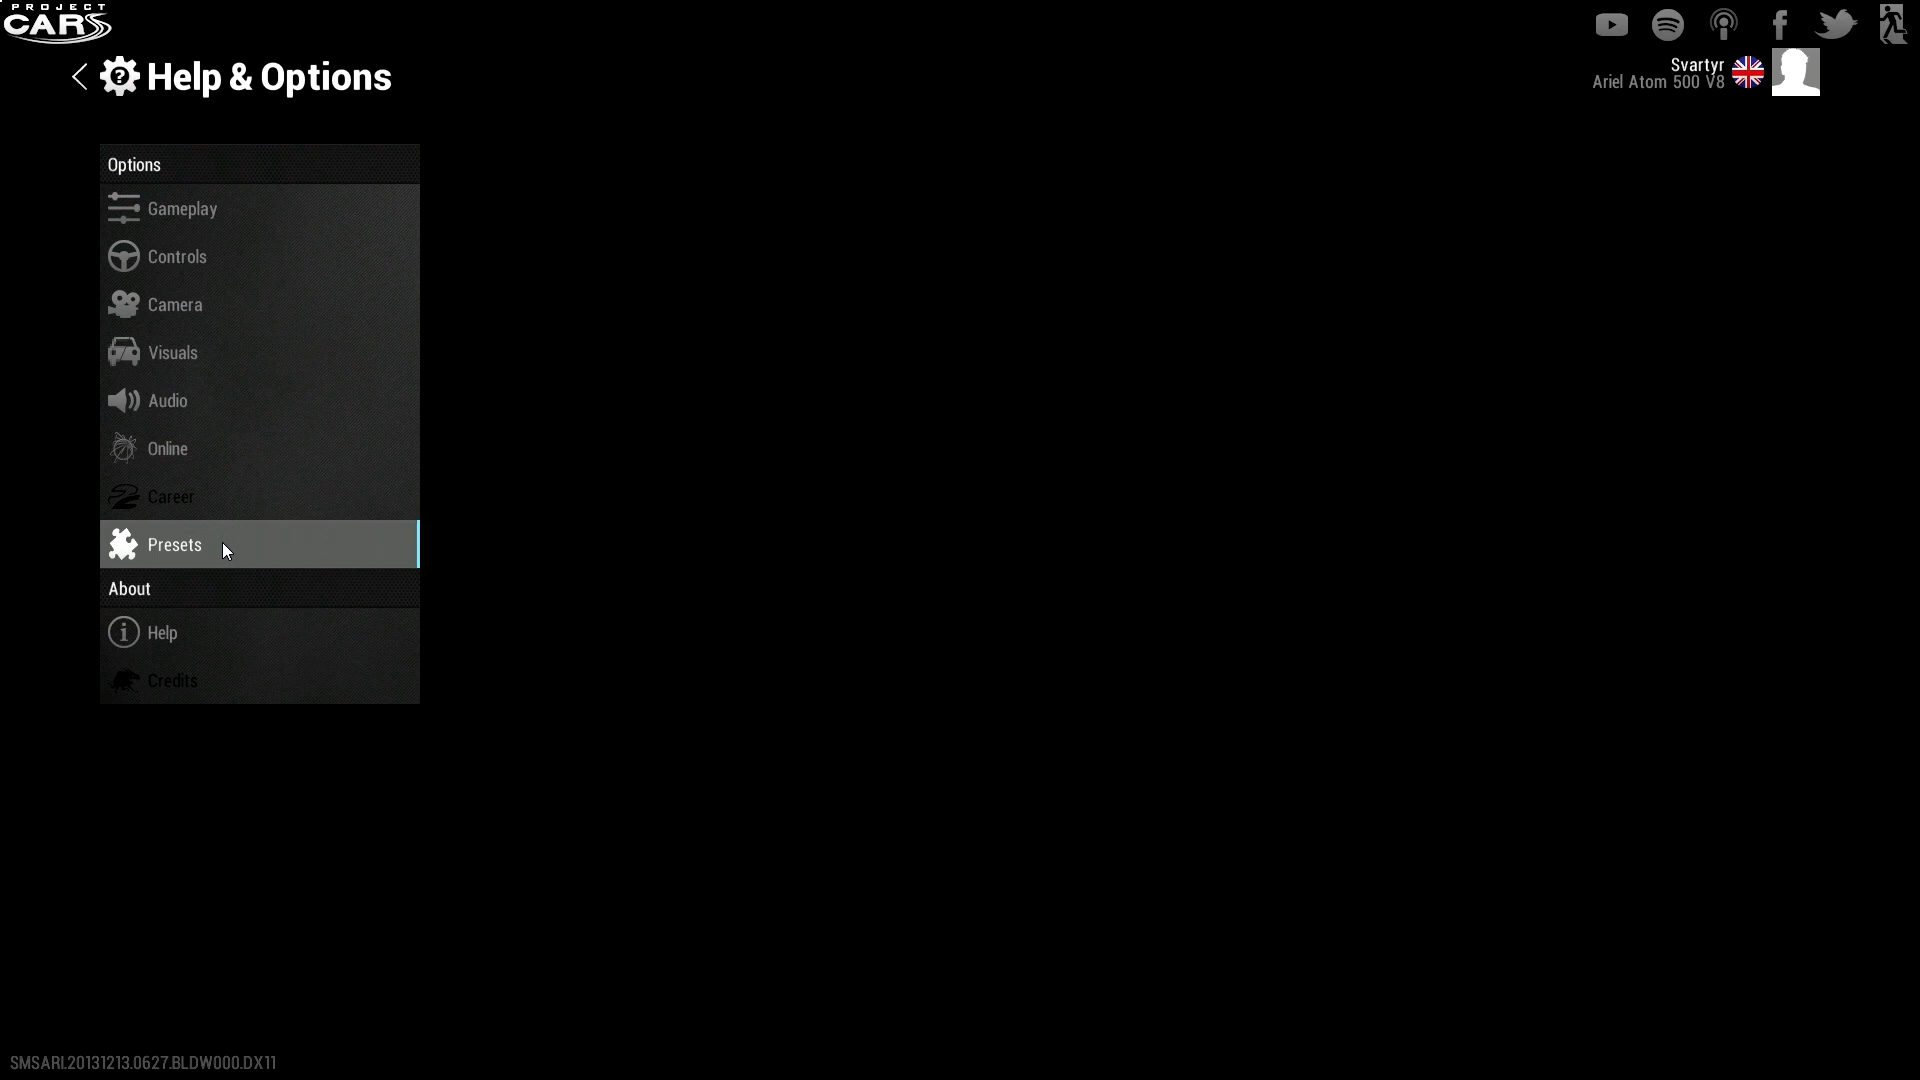 PROJECT
CARS
Help & Options
Svartyr
Ariel Atom 500 V8
Options
Gameplay
Controls
Camera
Visuals
Audio
Online
Career
Presets
About
Help
Credits
SMSARI.20131213.0627.BLDW000.DX11